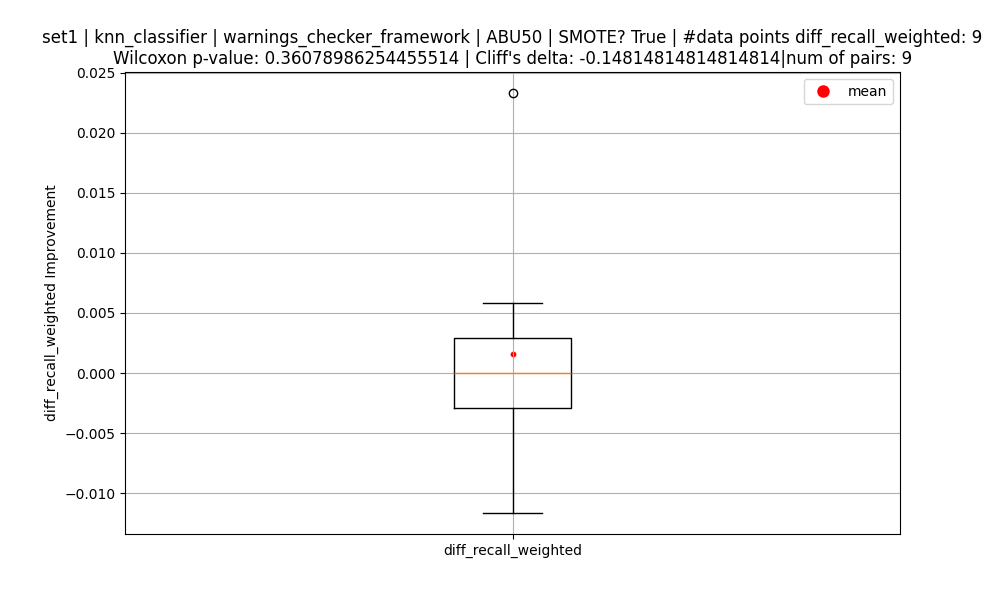 set1 | knn_classifier | warnings_checker_framework | ABU50 | SMOTE? True | #data points diff_recall_weighted: 9
Wilcoxon p-value: 0.36078986254455514 | Cliff's delta: -0.14814814814814814|num of pairs: 9
mean
0.025
0.020
0.015
0.010
0.005
0.000
−0.005
−0.010
diff_recall_weighted Improvement
diff_recall_weighted